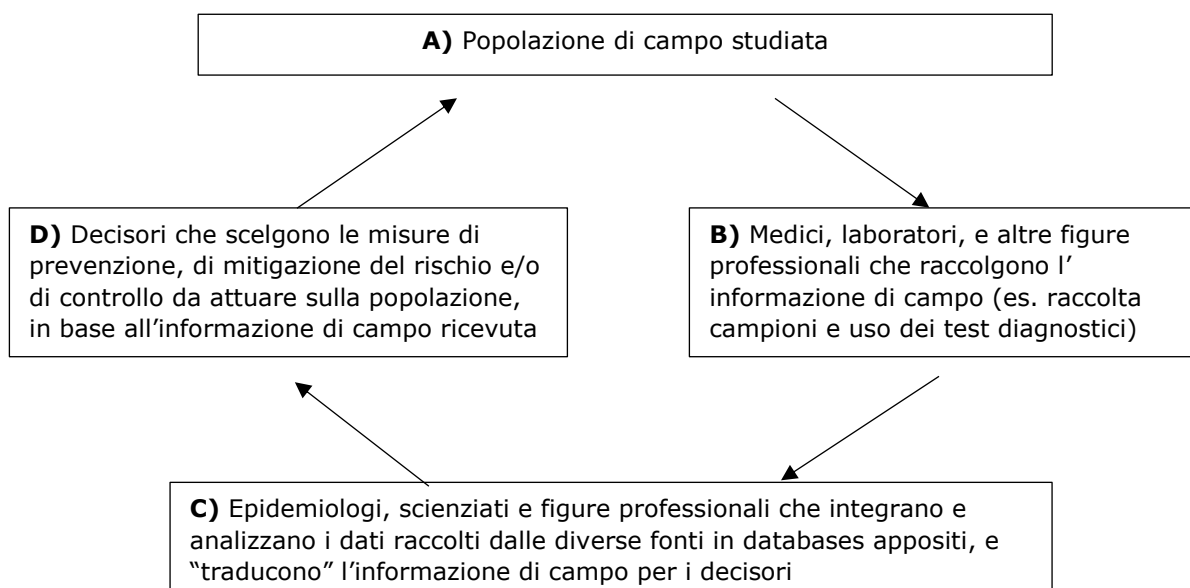 A) Popolazione di campo studiata
D) Decisori che scelgono le misure di
prevenzione, di mitigazione del rischio e/o
di controllo da attuare sulla popolazione,
in base all'informazione di campo ricevuta
B) Medici, laboratori, e altre figure
professionali che raccolgono l'
informazione di campo (es. raccolta
campioni e uso dei test diagnostici)
C) Epidemiologi, scienziati e figure professionali che integrano e
analizzano i dati raccolti dalle diverse fonti in databases appositi, e
“traducono” l'informazione di campo per i decisori